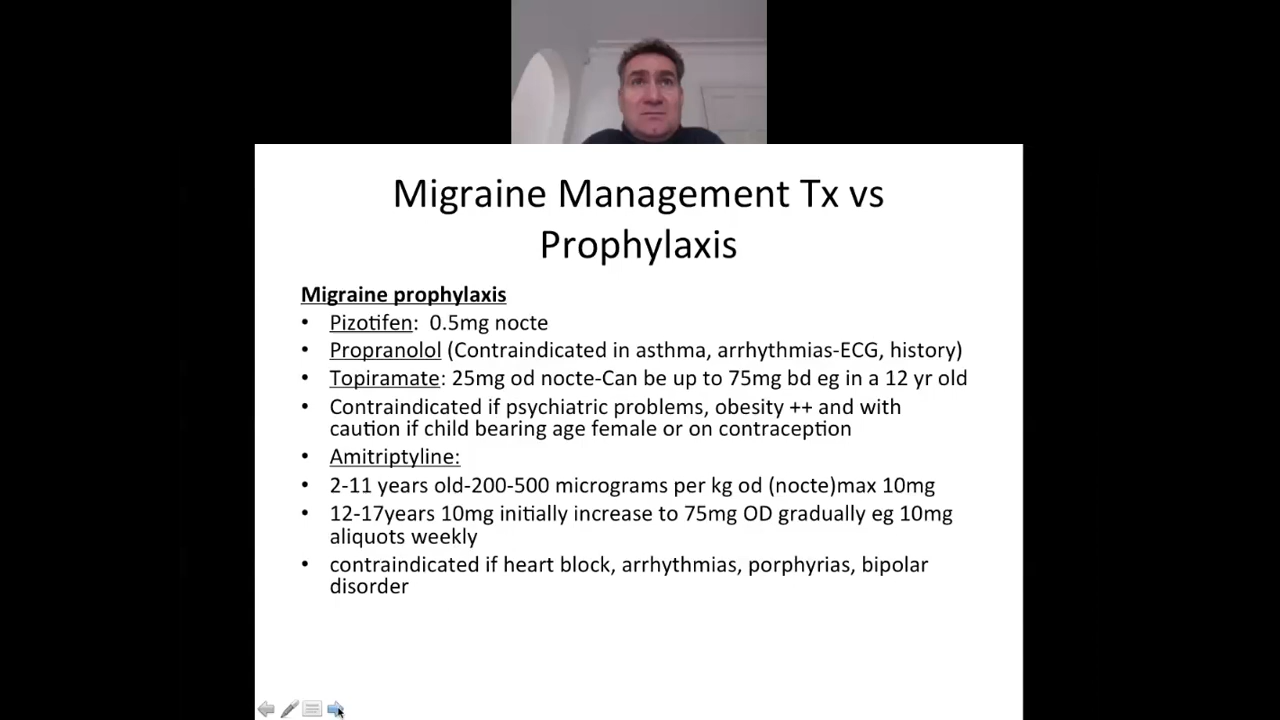 Migraine Management Tx vs
Prophylaxis
Migraine prophylaxis
• Pizotifen:  0.5mg nocte
• Propranolol (Contraindicated in asthma, arrhythmias-ECG, history)
• Topiramate: 25mg od nocte-Can be up to 75mg bd eg in a 12 yr old
• Contraindicated if psychiatric problems, obesity ++ and with
caution if child bearing age female or on contraception
• Amitriptyline:
• 2-11 years old-200-500 micrograms per kg od (nocte)max 10mg
• 12-17years 10mg initially increase to 75mg OD gradually eg 10mg
aliquots weekly
• contraindicated if heart block, arrhythmias, porphyrias, bipolar
disorder